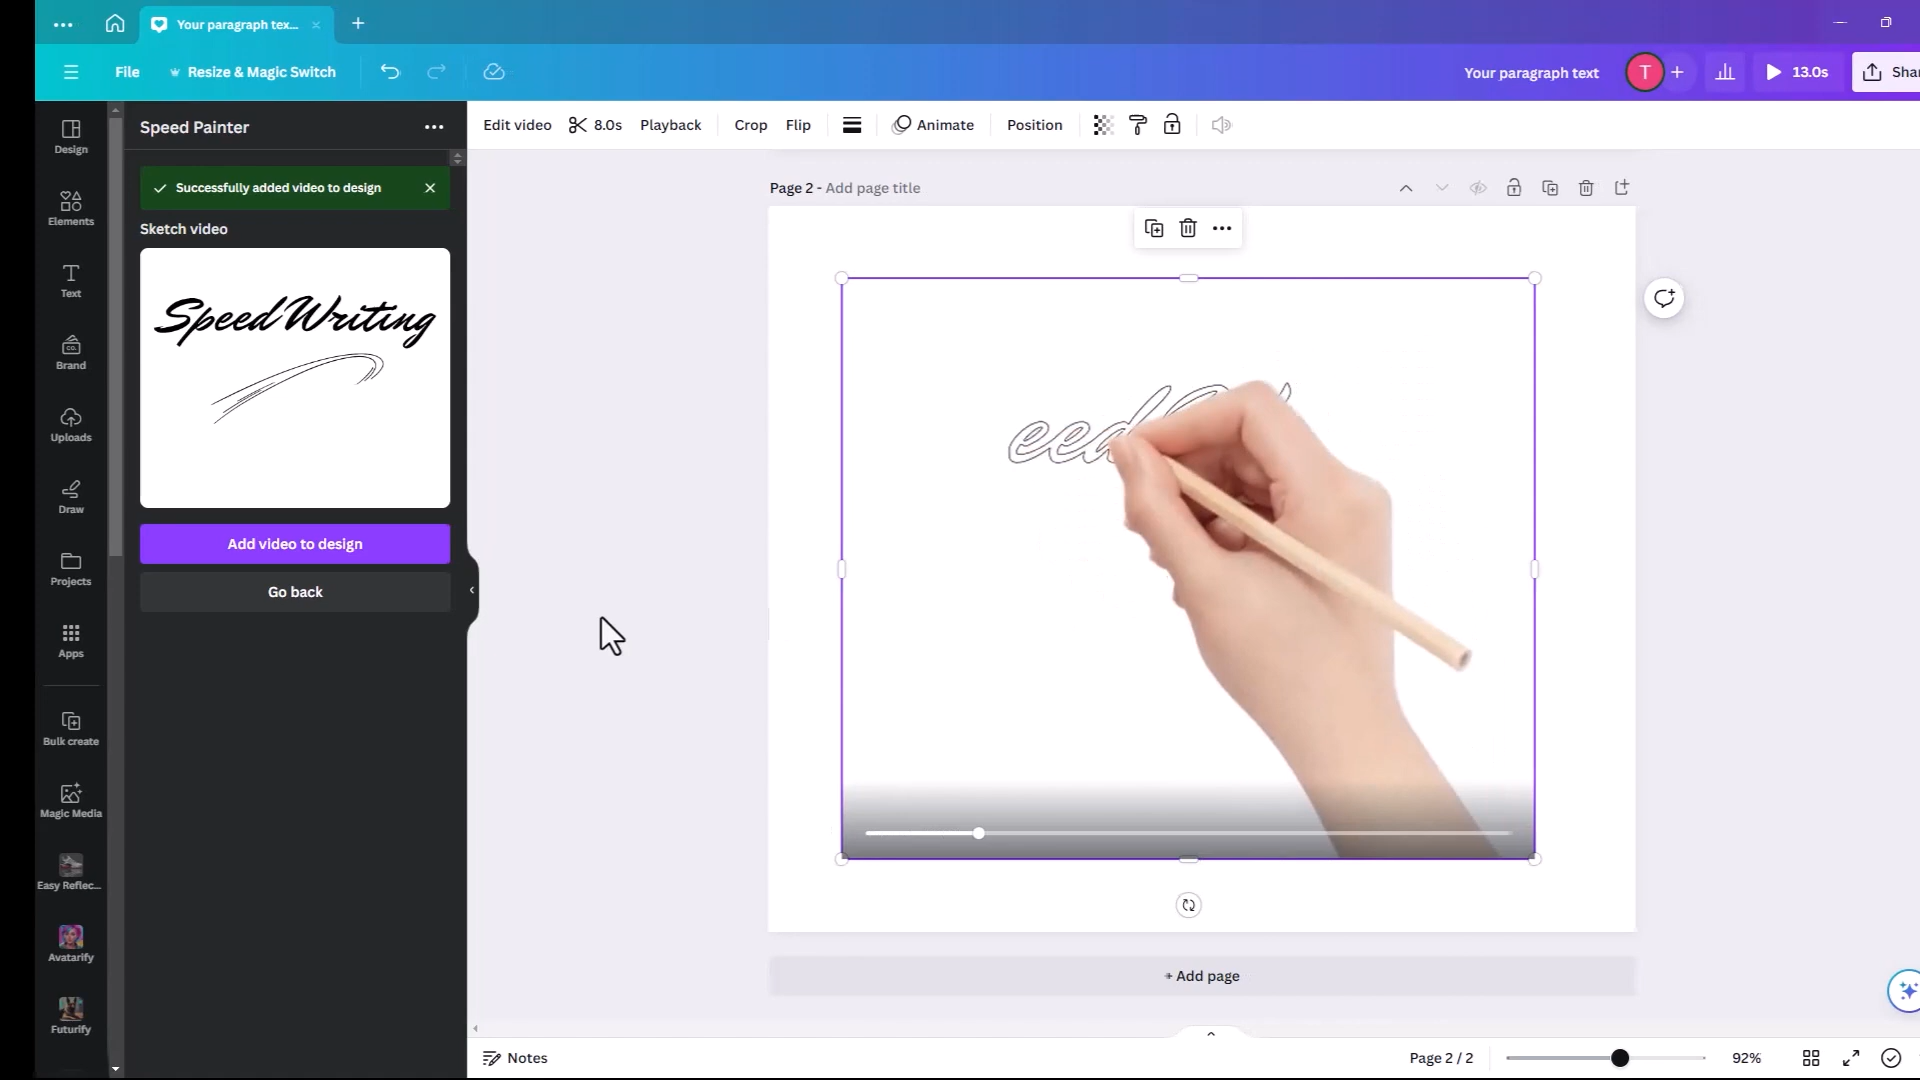 Your paragraph tex...
File
Resize & Magic Switch
Your paragraph text
T
13.0s
Shar
Speed Painter
Edit video
8.0s
Playback
Crop
Flip
Animate
Position
Design
Elements
Text
Brand
CO.
Uploads
Draw
Projects
Apps
Bulk create
Magic Media
Easy Reflec...
Avatarify
Futurify
Successfully added video to design
Sketch video
Speed Writing
Add video to design
Go back
Page 2 - Add page title
eed
+ Add page
Notes
Page 2 / 2
92%